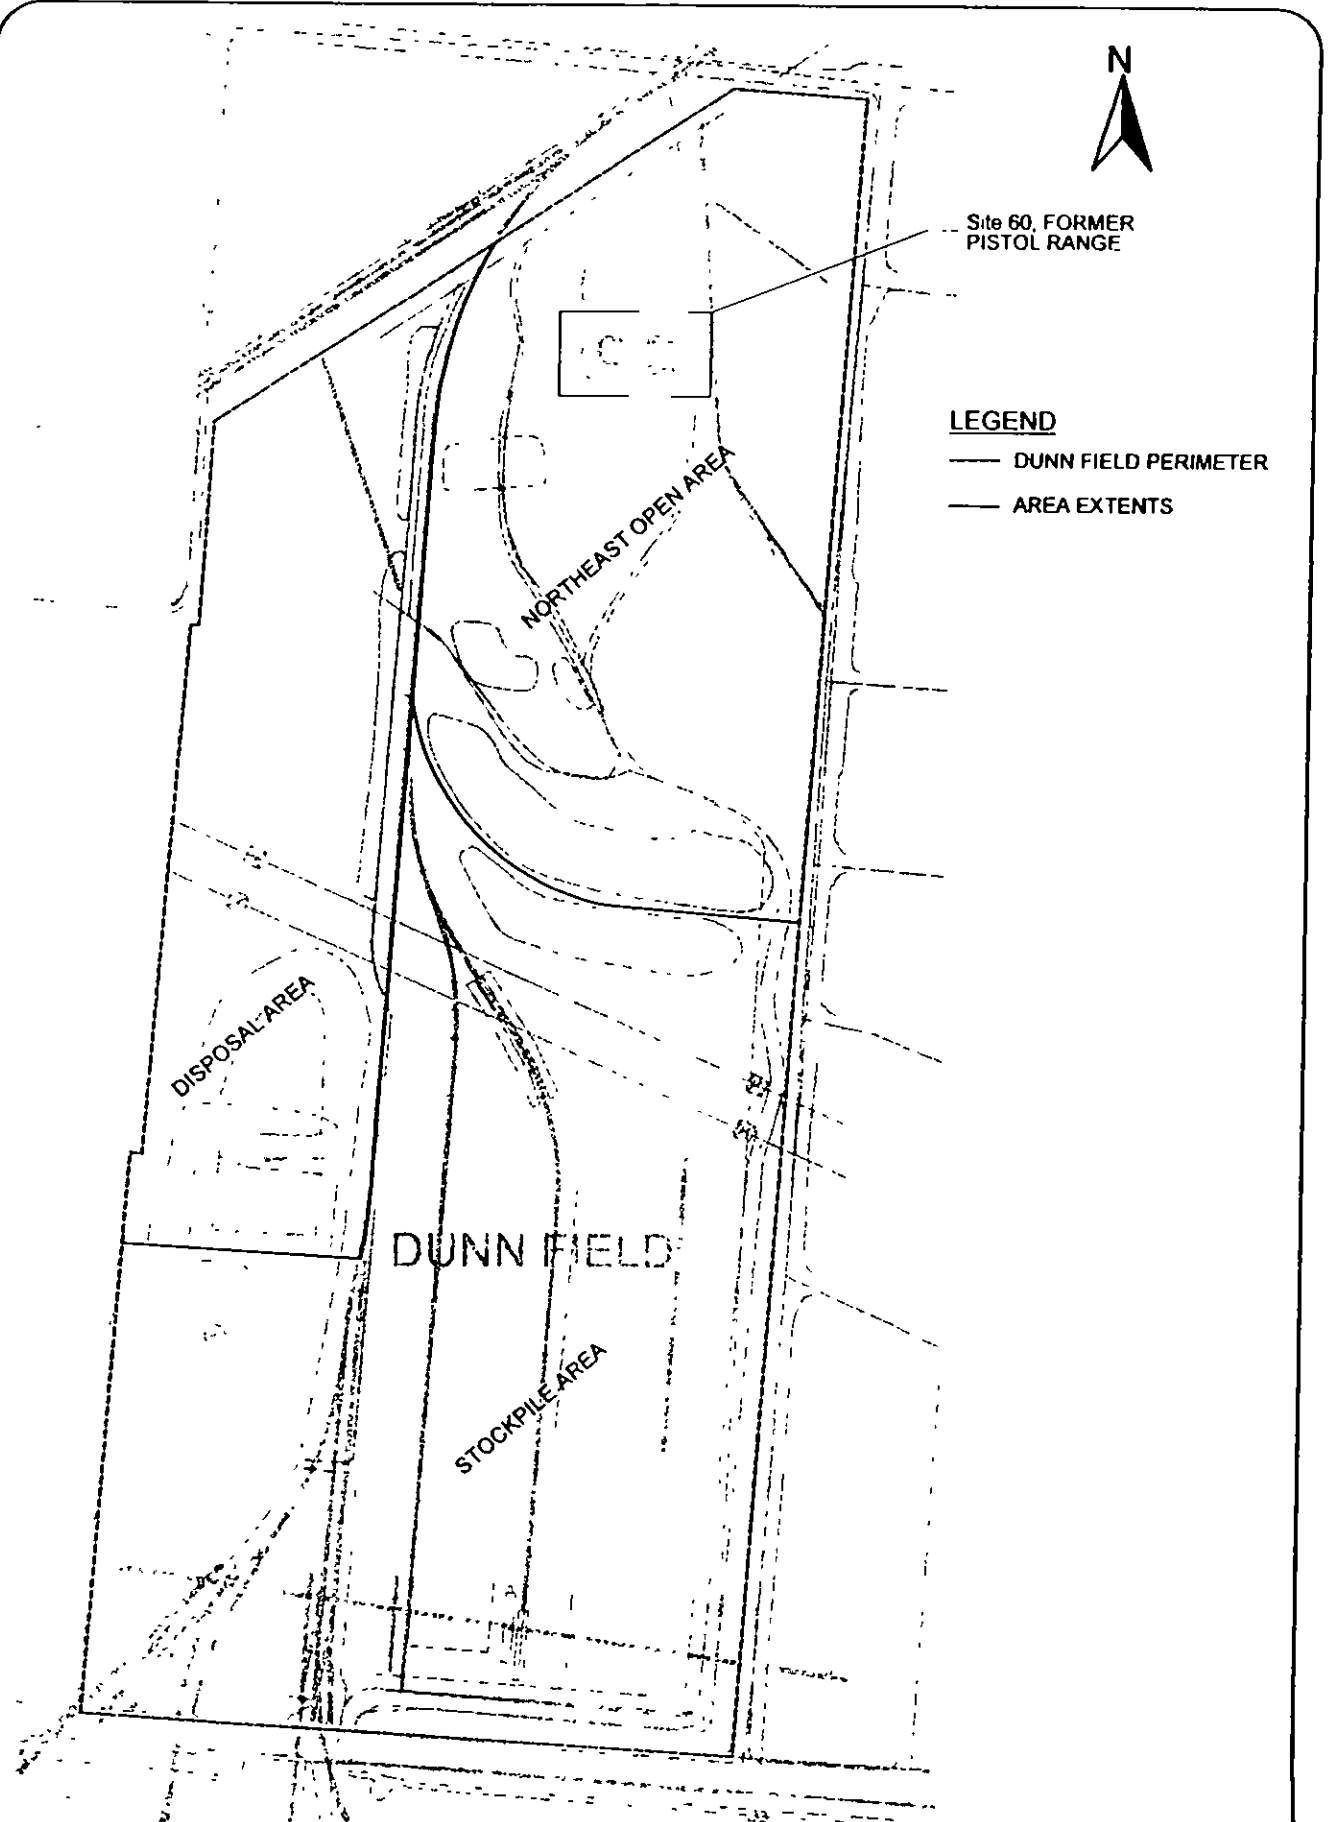 N
Site 60, FORMER
PISTOL RANGE
LEGEND
DUNN FIELD PERIMETER
AREA EXTENTS
NORTHEAST OPEN AREA
DISPOSAL AREA
DUNN FIELD
STOCKPILE AREA